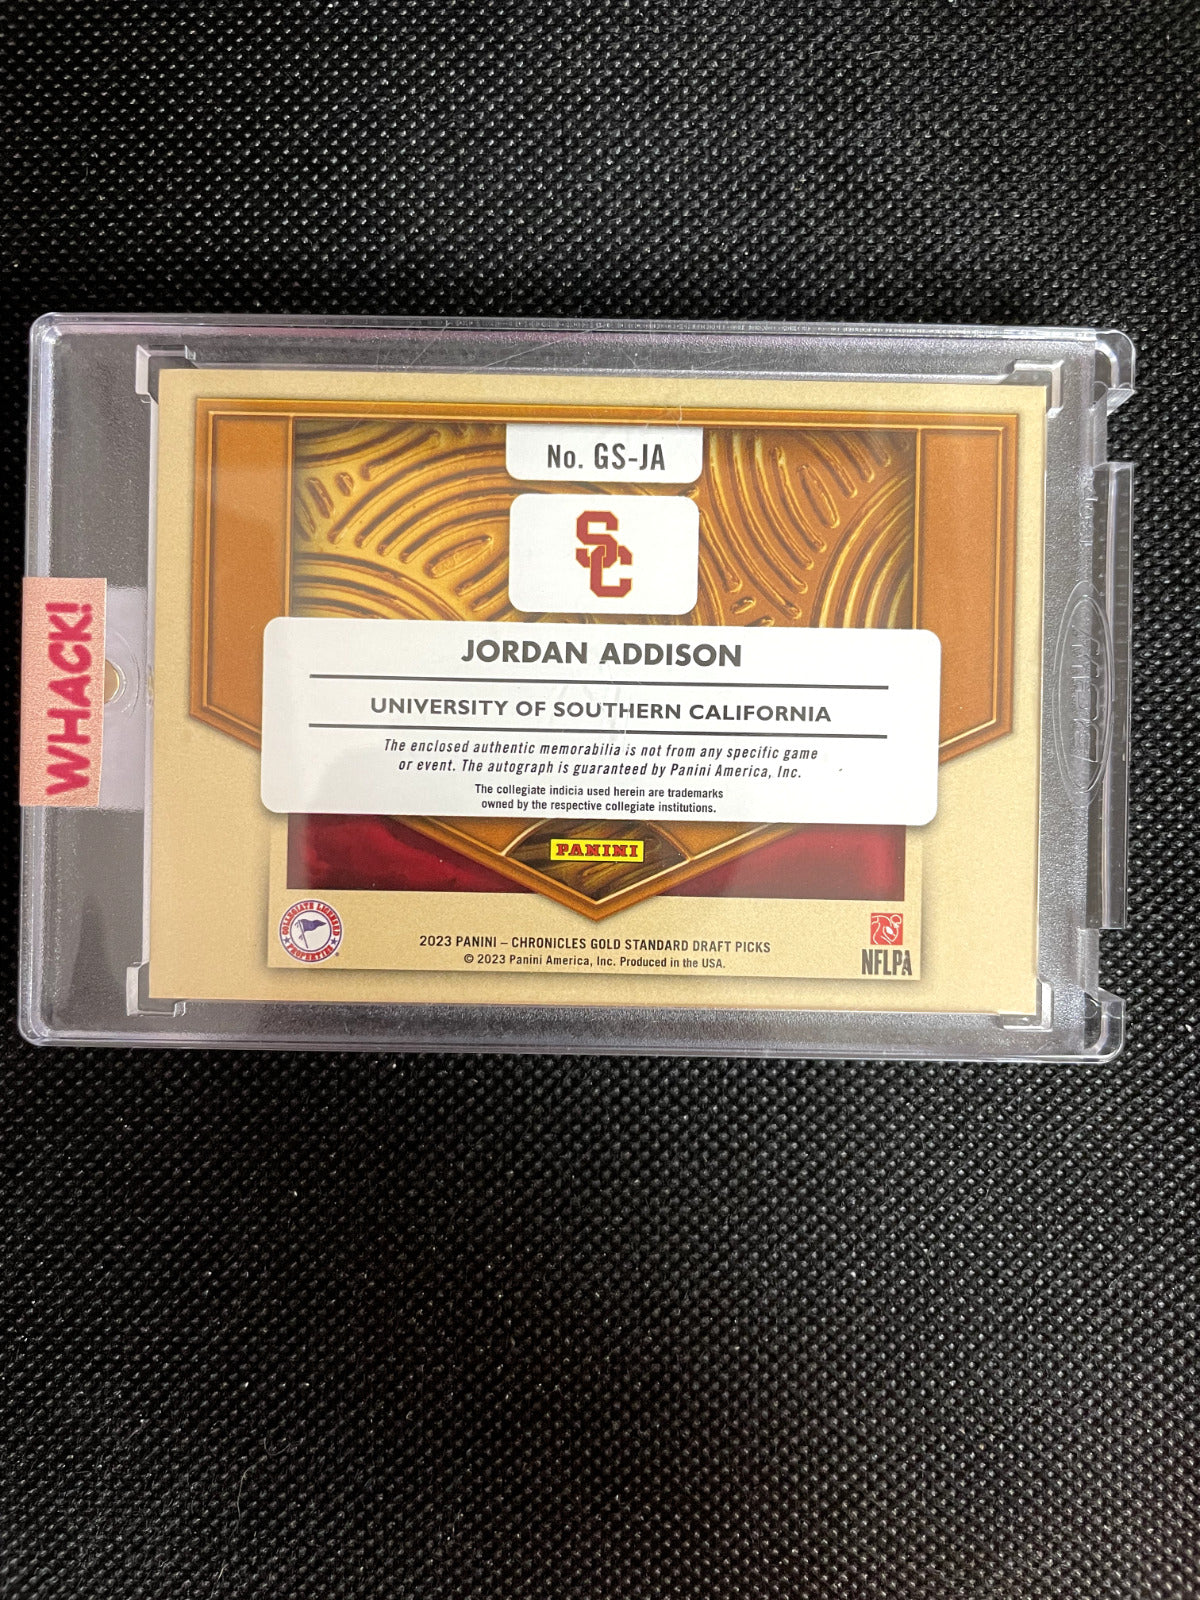 No. GS-JA
SC
JORDAN ADDISON
UNIVERSITY OF SOUTHERN CALIFORNIA
The enclosed authentic memorabilia is not from any specific game
or event. The autograph is guaranteed by Panini America, Inc.
The collegiate indicia used herein are trademarks
owned by the respective collegiate institutions.
PANINI
COLLEGIATE LICENSED
PROPERTIES
2023 PANINI – CHRONICLES GOLD STANDARD DRAFT PICKS
© 2023 Panini America, Inc. Produced in the USA.
NFLPA
WHACK!